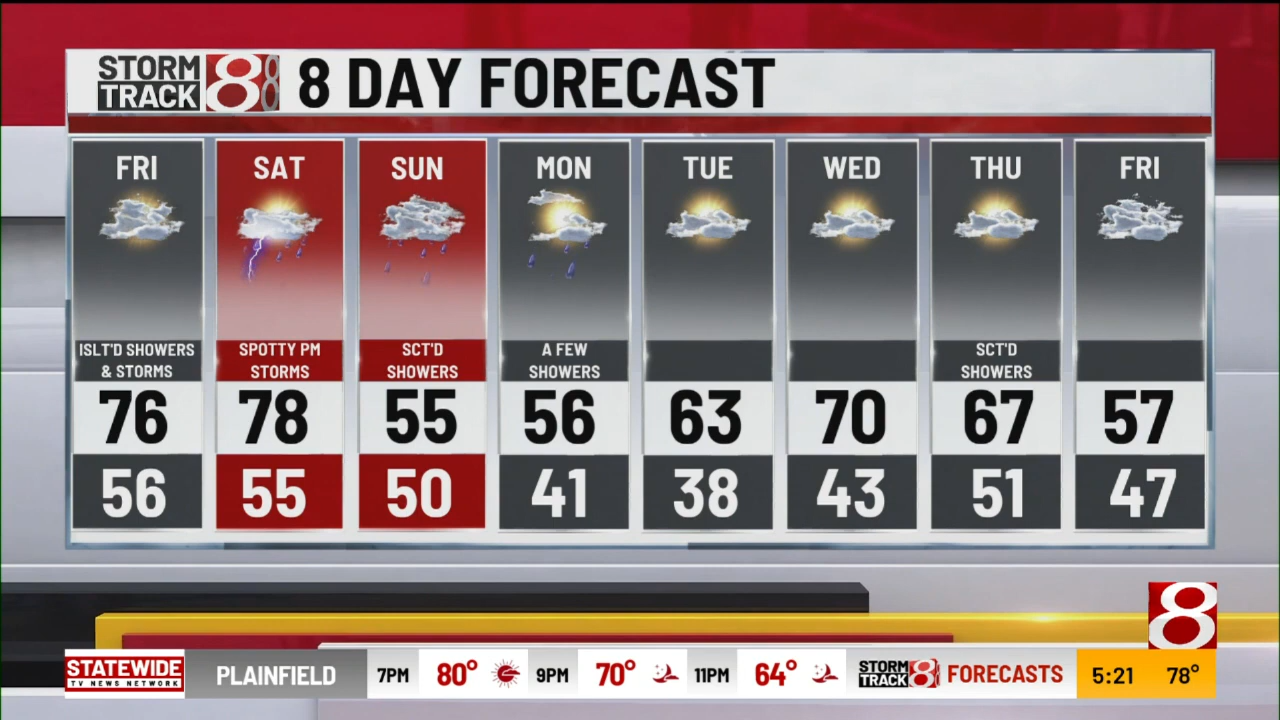 STORM TRACK 8 8 DAY FORECAST
FRI SAT SUN MON TUE WED THU FRI
ISLT'D SHOWERS & STORMS
SPOTTY PM STORMS
SCT'D SHOWERS
A FEW SHOWERS
SCT'D SHOWERS
76 78 55 56 63 70 67 57
56 55 50 41 38 43 51 47
8
STATEWIDE
TV NEWS NETWORK
PLAINFIELD 7PM 80° 9PM 70° 11PM 64° STORM TRACK 8 FORECASTS 5:21 78°